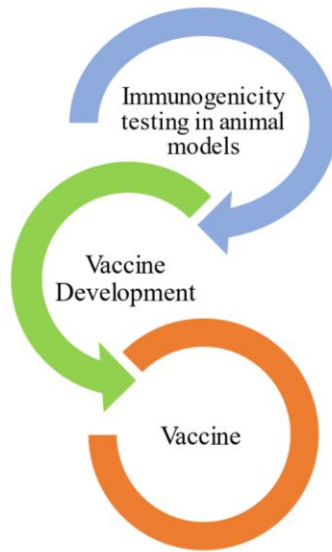 Immunogenicity
testing in animal
models
Vaccine
Development
Vaccine